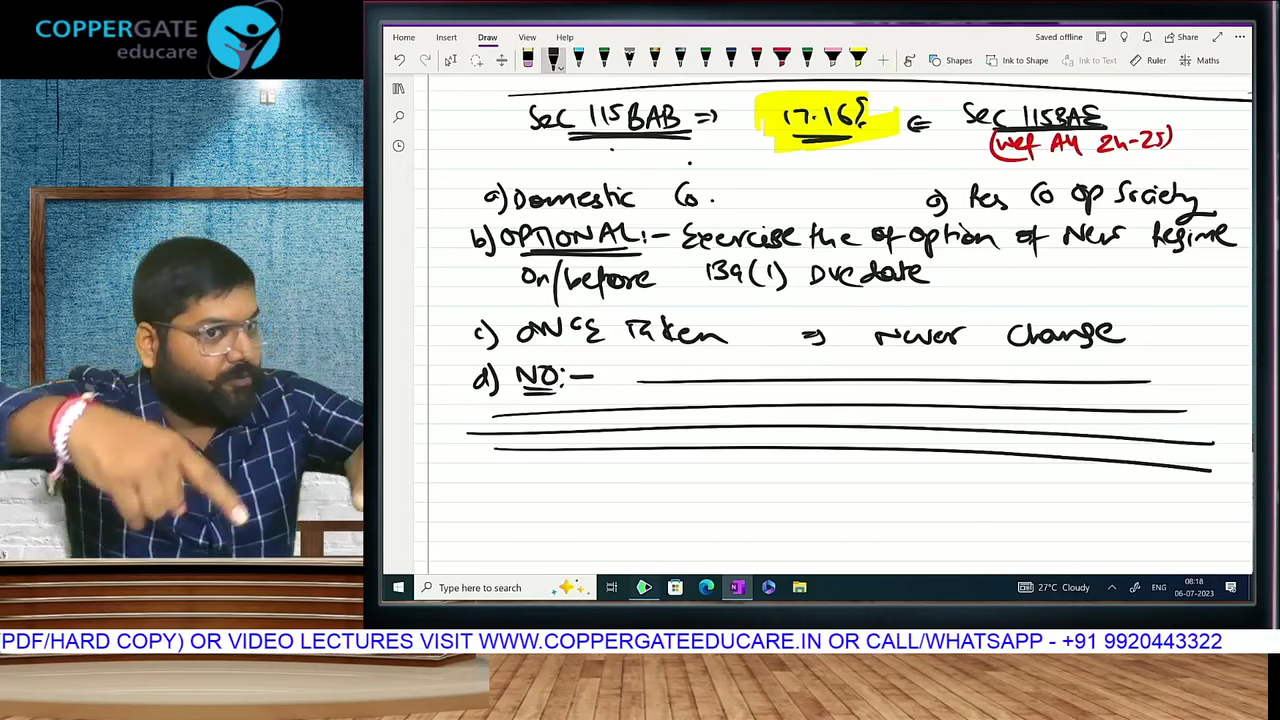 COPPERGATE
educare
Home Insert Draw View Help
Saved offline Share
Shapes Ink to Shape Ink to Text Ruler Maths
Sec 115BAB ⇒ 17.16% ⇐ Sec 115BAE
(wef AY 24-25)
a) Domestic Co. a) Res Co Op Society
b) OPTIONAL:- Exercise the of option of New Regime
on/before 139(1) Due date
c) ONCE Taken ⇒ Never change
d) NO:-
Type here to search
27°C Cloudy ENG 08:18
06-07-2023
(PDF/HARD COPY) OR VIDEO LECTURES VISIT WWW.COPPERGATEEDUCARE.IN OR CALL/WHATSAPP - +91 9920443322